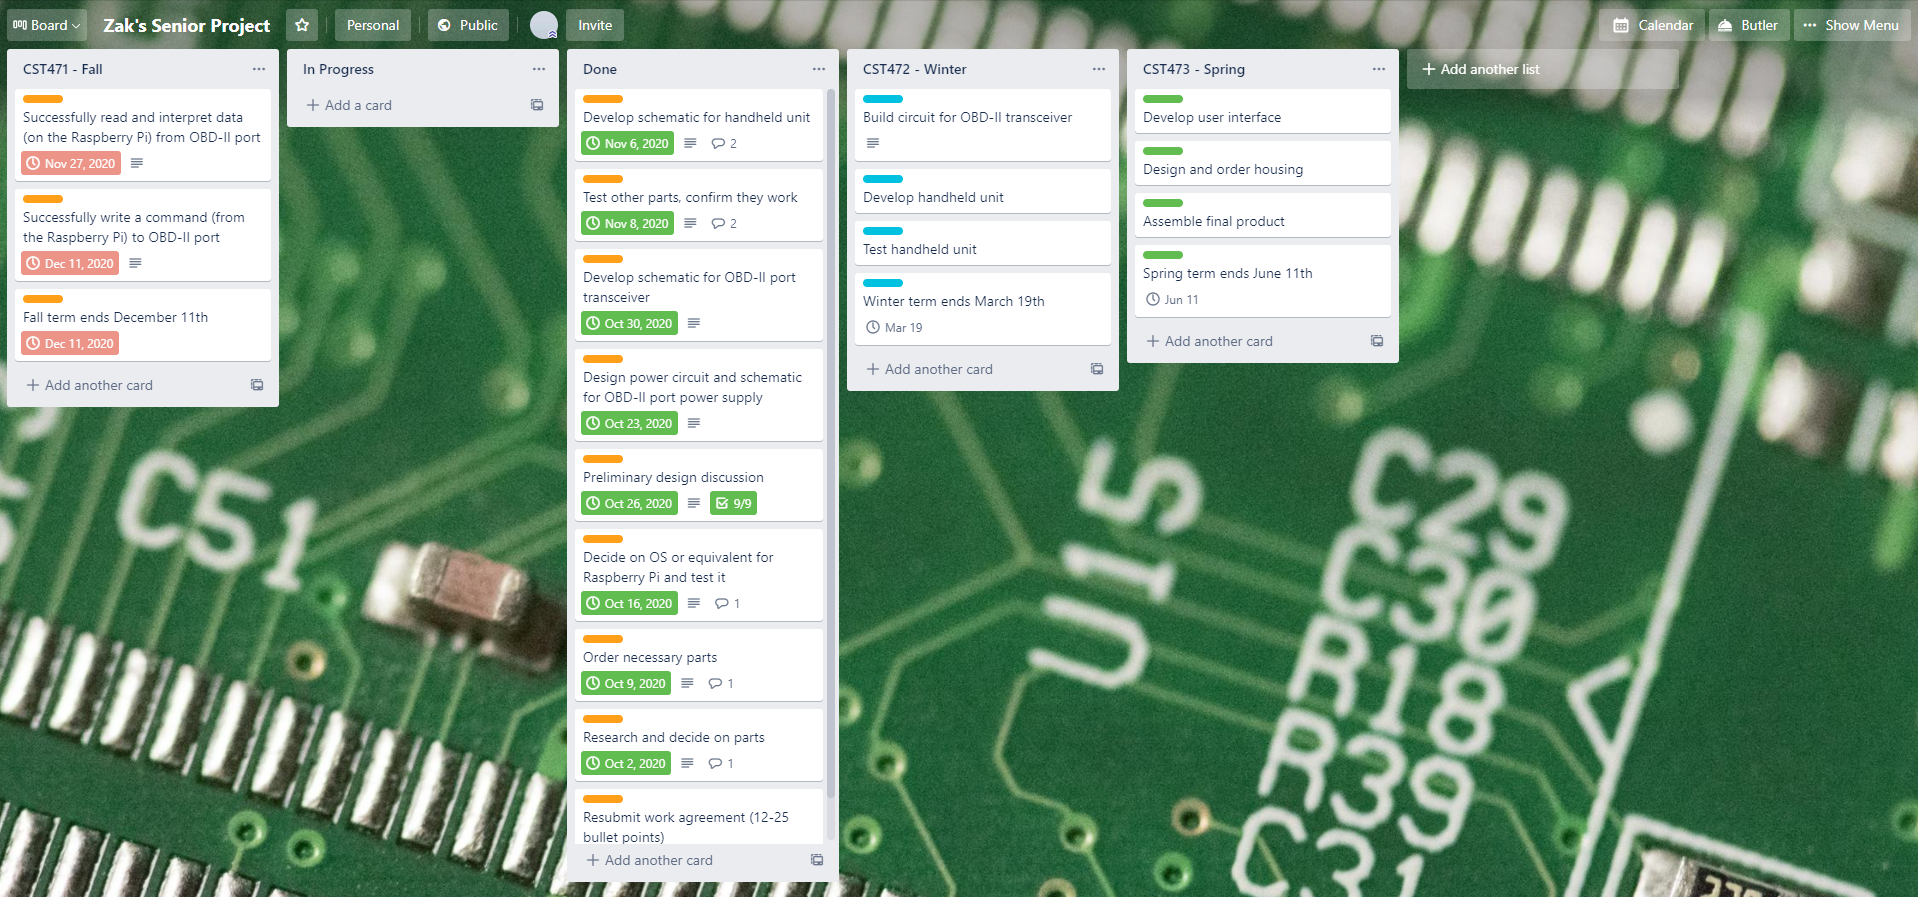 Board
Zak's Senior Project
Personal
Public
Invite
Calendar
Butler
Show Menu
CST471 - Fall
Successfully read and interpret data
(on the Raspberry Pi) from OBD-II port
Nov 27, 2020
Successfully write a command (from
the Raspberry Pi) to OBD-II port
Dec 11, 2020
Fall term ends December 11th
Dec 11, 2020
Add another card
In Progress
Add a card
Done
Develop schematic for handheld unit
Nov 6, 2020 2
Test other parts, confirm they work
Nov 8, 2020 2
Develop schematic for OBD-II port
transceiver
Oct 30, 2020
Design power circuit and schematic
for OBD-II port power supply
Oct 23, 2020
Preliminary design discussion
Oct 26, 2020 9/9
Decide on OS or equivalent for
Raspberry Pi and test it
Oct 16, 2020 1
Order necessary parts
Oct 9, 2020 1
Research and decide on parts
Oct 2, 2020 1
Resubmit work agreement (12-25
bullet points)
Add another card
CST472 - Winter
Build circuit for OBD-II transceiver
Develop handheld unit
Test handheld unit
Winter term ends March 19th
Mar 19
Add another card
CST473 - Spring
Develop user interface
Design and order housing
Assemble final product
Spring term ends June 11th
Jun 11
Add another card
Add another list
C51
U15
C29
C30
R18
R39
C31